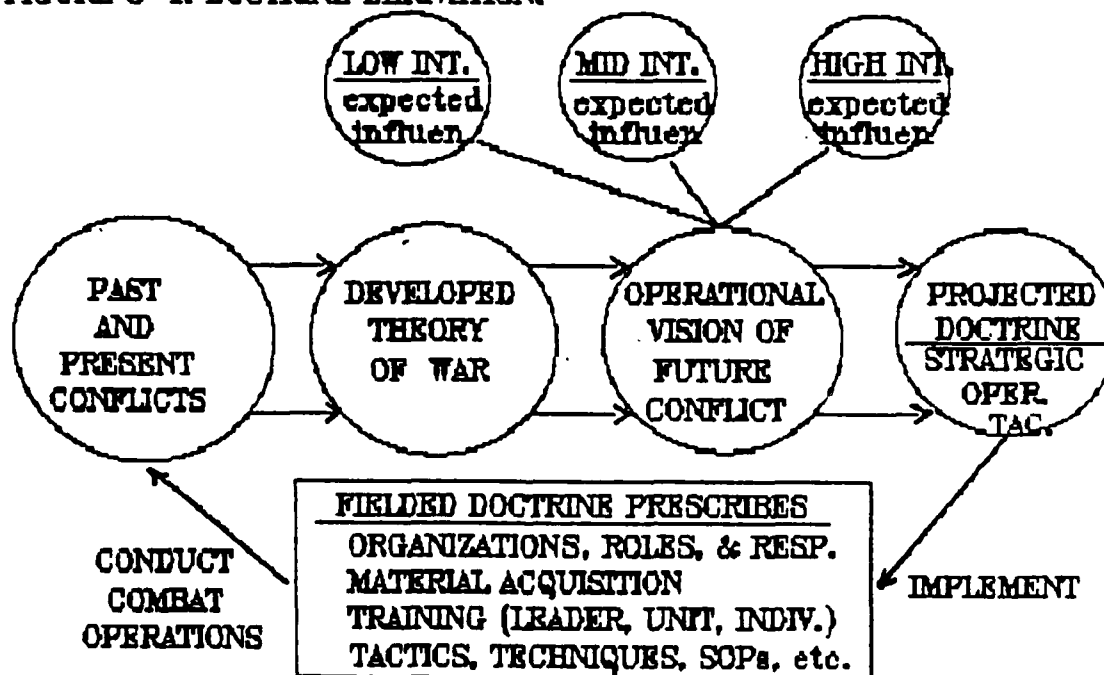 LOW INT.
expected
influen
MID INT.
expected
influen
HIGH INT.
expected
influen
PAST
AND
PRESENT
CONFLICTS
DEVELOPED
THEORY
OF WAR
OPERATIONAL
VISION OF
FUTURE
CONFLICT
PROJECTED
DOCTRINE
STRATEGIC
OPER.
TAC.
FIELDED DOCTRINE PRESCRIBES
ORGANIZATIONS, ROLES, & RESP.
MATERIAL ACQUISITION
TRAINING (LEADER, UNIT, INDIV.)
TACTICS, TECHNIQUES, SOPs, etc.
CONDUCT
COMBAT
OPERATIONS
IMPLEMENT